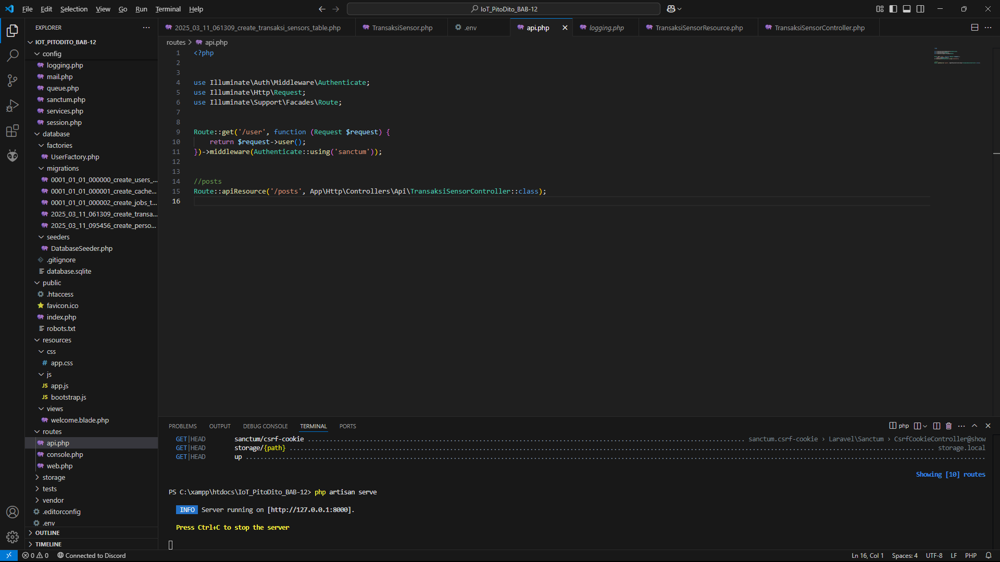 File Edit Selection View Go Run Terminal Help
IoT_PitoDito_BAB-12
EXPLORER
2025_03_11_061309_create_transaksi_sensors_table.php
TransaksiSensor.php
.env
api.php
logging.php
TransaksiSensorResource.php
TransaksiSensorController.php
IOT_PITODITO_BAB-12
config
logging.php
mail.php
queue.php
sanctum.php
services.php
session.php
database
factories
UserFactory.php
migrations
0001_01_01_000000_create_users_...
0001_01_01_000001_create_cache...
0001_01_01_000002_create_jobs_t...
2025_03_11_061309_create_transa...
2025_03_11_095456_create_perso...
seeders
DatabaseSeeder.php
.gitignore
database.sqlite
public
.htaccess
favicon.ico
index.php
robots.txt
resources
css
# app.css
js
JS app.js
JS bootstrap.js
views
welcome.blade.php
routes
api.php
console.php
web.php
storage
tests
vendor
.editorconfig
.env
OUTLINE
TIMELINE
routes > api.php
1 <?php
2
3
4 use Illuminate\Auth\Middleware\Authenticate;
5 use Illuminate\Http\Request;
6 use Illuminate\Support\Facades\Route;
7
8
9 Route::get('/user', function (Request $request) {
10     return $request->user();
11 })->middleware(Authenticate::using('sanctum'));
12
13
14 //posts
15 Route::apiResource('/posts', App\Http\Controllers\Api\TransaksiSensorController::class);
16
PROBLEMS OUTPUT DEBUG CONSOLE TERMINAL PORTS
php
GET|HEAD sanctum/csrf-cookie ........ sanctum.csrf-cookie › Laravel\Sanctum › CsrfCookieController@show
GET|HEAD storage/{path} ........ storage.local
GET|HEAD up ........
Showing [10] routes
PS C:\xampp\htdocs\IoT_PitoDito_BAB-12> php artisan serve
INFO Server running on [http://127.0.0.1:8000].
Press Ctrl+C to stop the server
0 0 Connected to Discord
Ln 16, Col 1 Spaces: 4 UTF-8 LF PHP